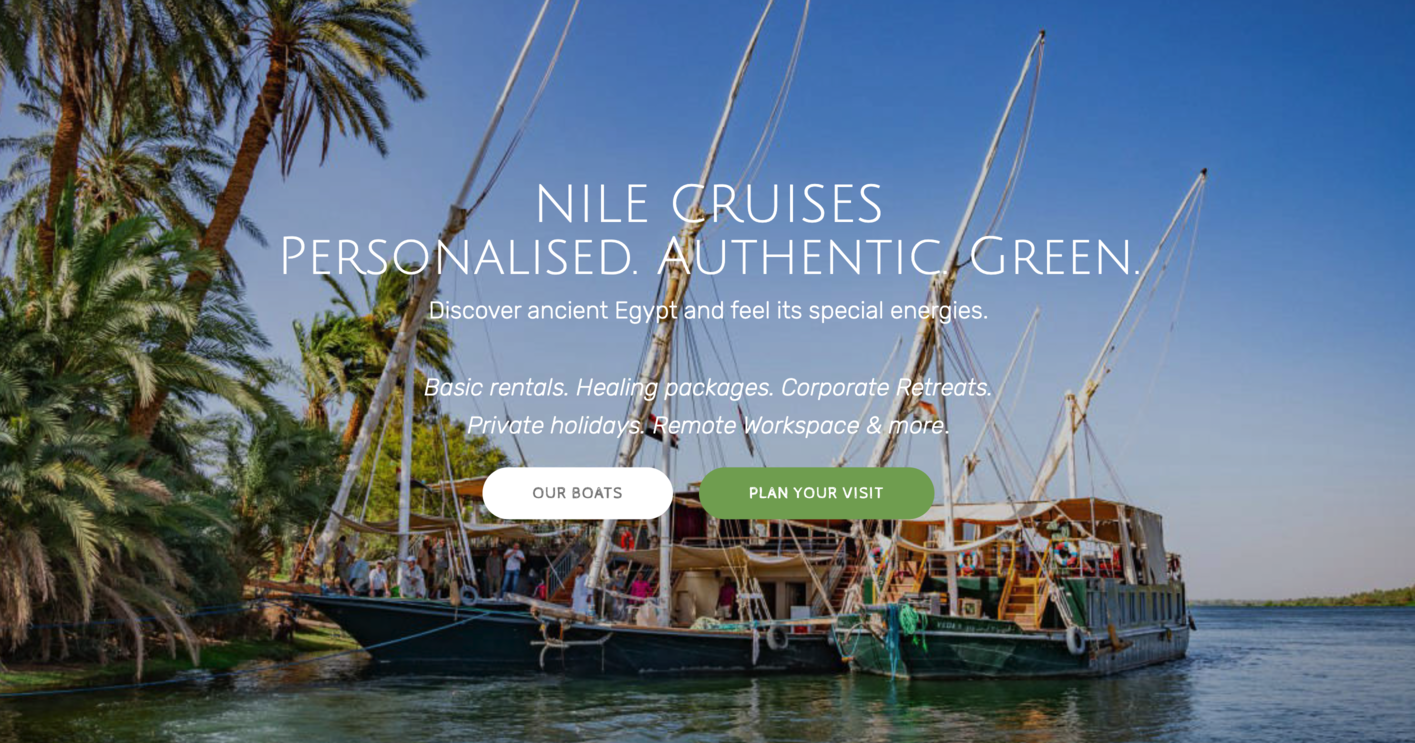 NILE CRUISES
PERSONALISED. AUTHENTIC. GREEN.
Discover ancient Egypt and feel its special energies.
Basic rentals. Healing packages. Corporate Retreats.
Private holidays. Remote Workspace & more.
OUR BOATS
PLAN YOUR VISIT